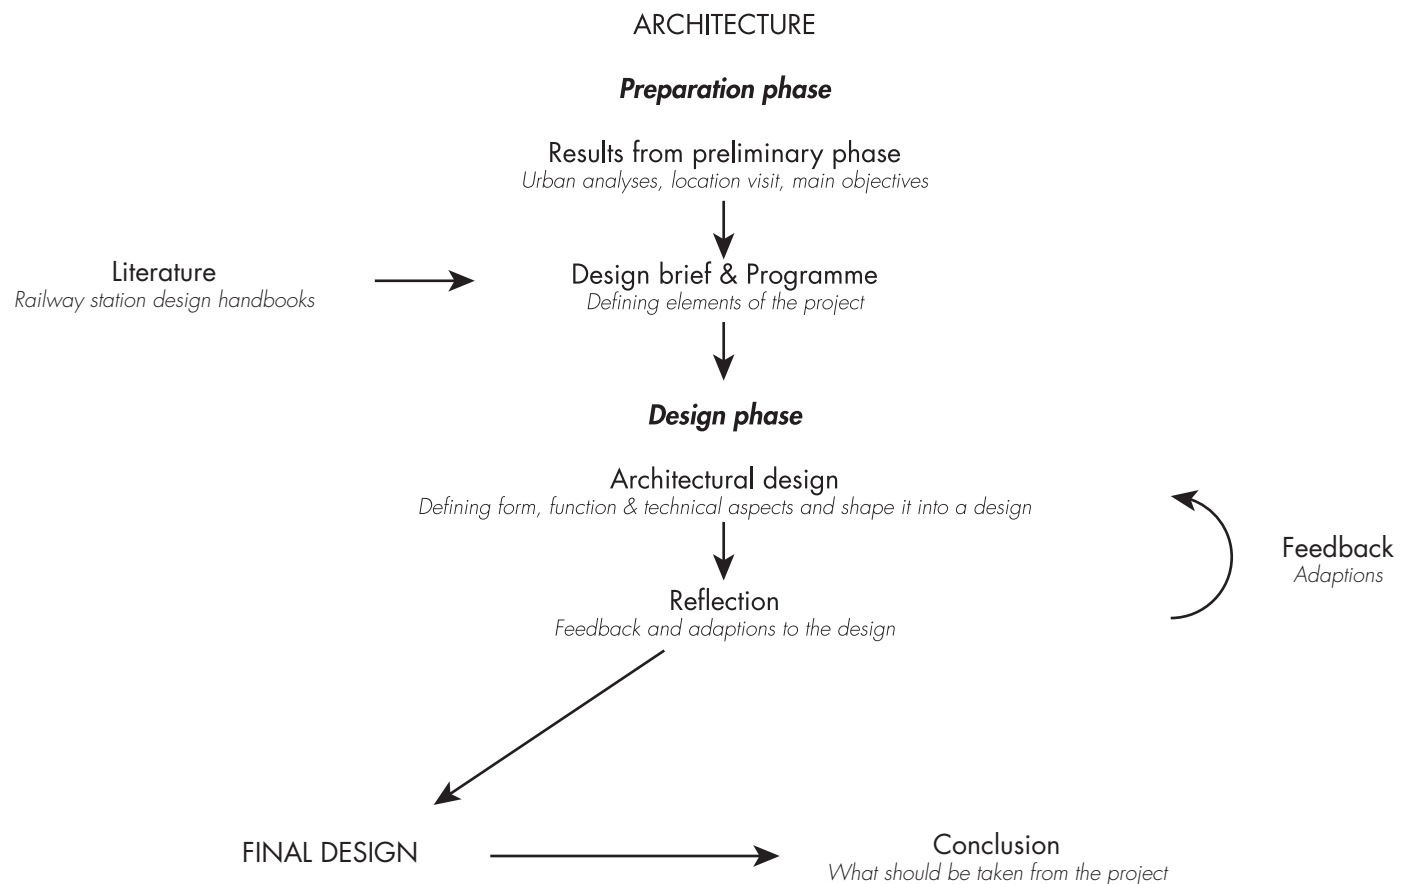 ARCHITECTURE
Preparation phase
Results from preliminary phase
Urban analyses, location visit, main objectives
Literature
Railway station design handbooks
Design brief & Programme
Defining elements of the project
Design phase
Architectural design
Defining form, function & technical aspects and shape it into a design
Feedback
Adaptions
Reflection
Feedback and adaptions to the design
FINAL DESIGN
Conclusion
What should be taken from the project